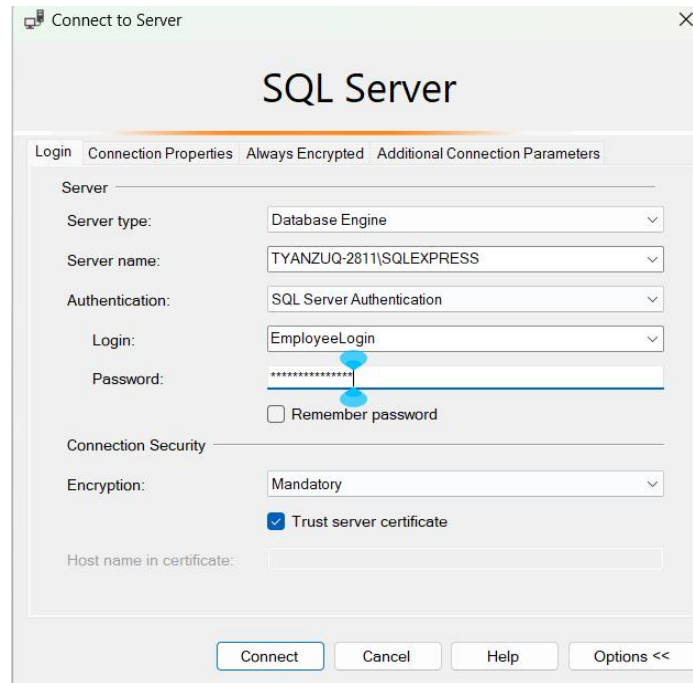 Connect to Server
SQL Server
Login Connection Properties Always Encrypted Additional Connection Parameters
Server
Server type: Database Engine
Server name: TYANZUQ-2811\SQLEXPRESS
Authentication: SQL Server Authentication
Login: EmployeeLogin
Password: ***************
Remember password
Connection Security
Encryption: Mandatory
Trust server certificate
Host name in certificate:
Connect Cancel Help Options <<